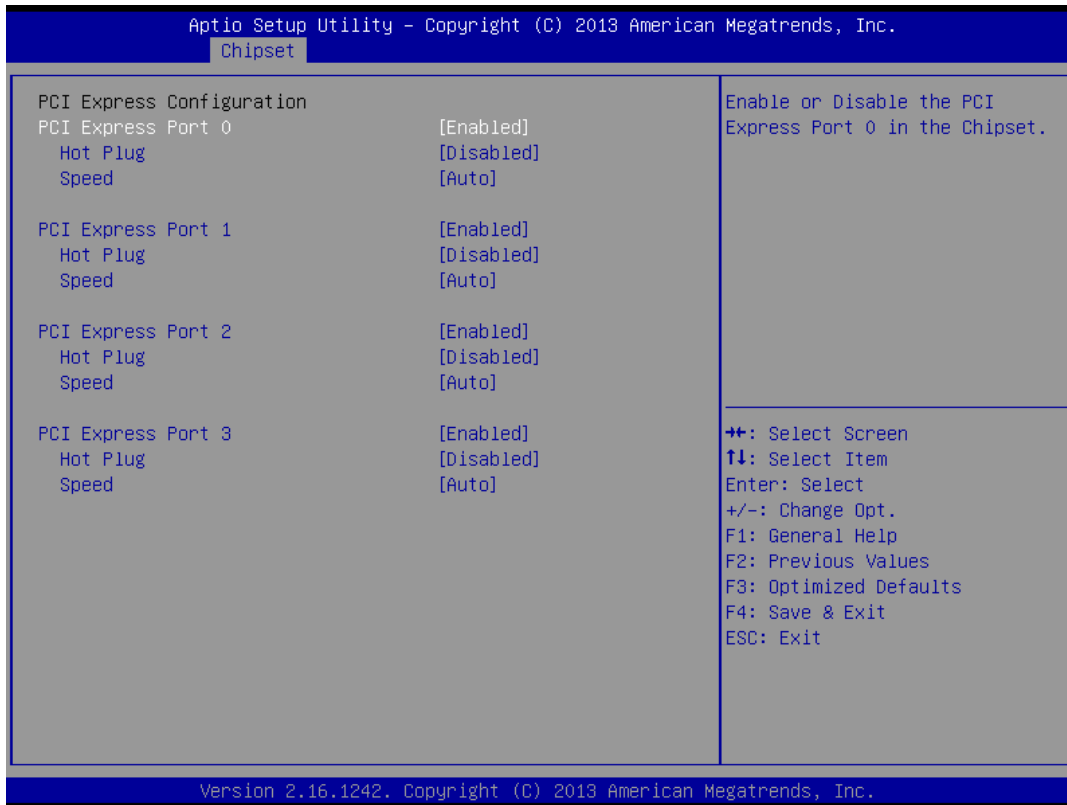 Aptio Setup Utility – Copyright (C) 2013 American Megatrends, Inc.
Chipset
PCI Express Configuration
PCI Express Port 0 [Enabled]
Hot Plug [Disabled]
Speed [Auto]
PCI Express Port 1 [Enabled]
Hot Plug [Disabled]
Speed [Auto]
PCI Express Port 2 [Enabled]
Hot Plug [Disabled]
Speed [Auto]
PCI Express Port 3 [Enabled]
Hot Plug [Disabled]
Speed [Auto]
Enable or Disable the PCI
Express Port 0 in the Chipset.
→←: Select Screen
↑↓: Select Item
Enter: Select
+/-: Change Opt.
F1: General Help
F2: Previous Values
F3: Optimized Defaults
F4: Save & Exit
ESC: Exit
Version 2.16.1242. Copyright (C) 2013 American Megatrends, Inc.